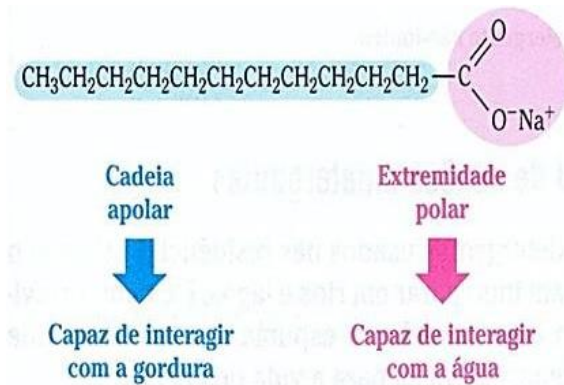 O
CH₃CH₂CH₂CH₂CH₂CH₂CH₂CH₂CH₂CH₂CH₂—C
O⁻Na⁺
Cadeia
apolar
Extremidade
polar
Capaz de interagir
com a gordura
Capaz de interagir
com a água